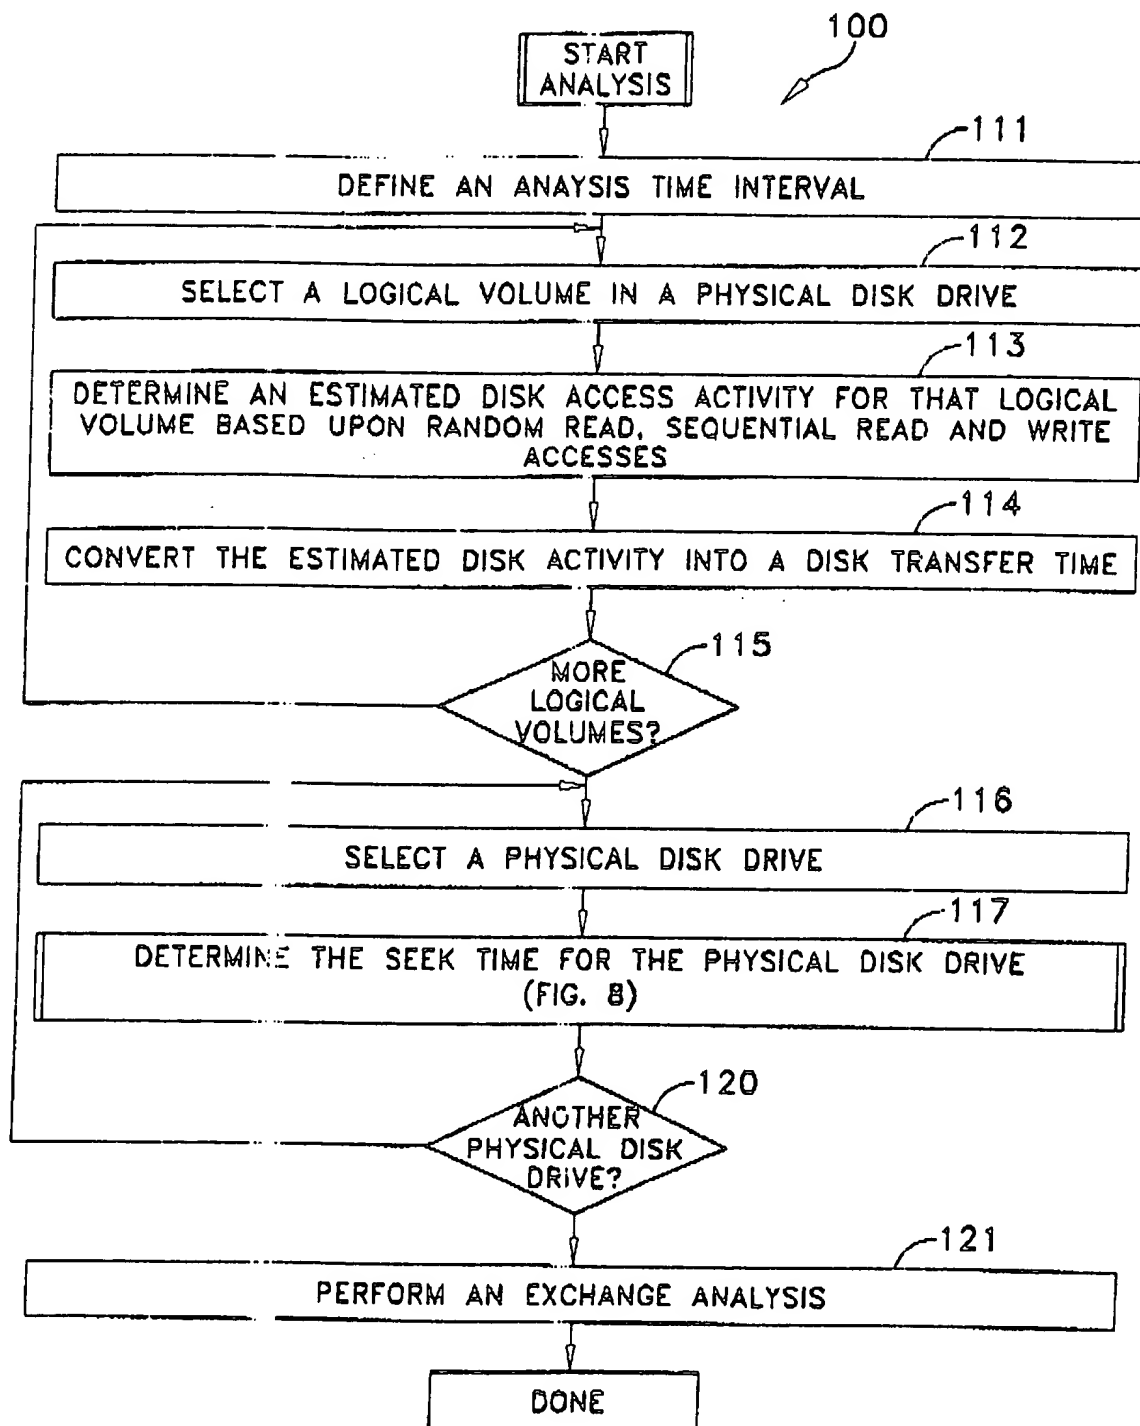 100
START
ANALYSIS
111
DEFINE AN ANAYSIS TIME INTERVAL
112
SELECT A LOGICAL VOLUME IN A PHYSICAL DISK DRIVE
113
DETERMINE AN ESTIMATED DISK ACCESS ACTIVITY FOR THAT LOGICAL
VOLUME BASED UPON RANDOM READ, SEQUENTIAL READ AND WRITE
ACCESSES
114
CONVERT THE ESTIMATED DISK ACTIVITY INTO A DISK TRANSFER TIME
115
MORE
LOGICAL
VOLUMES?
116
SELECT A PHYSICAL DISK DRIVE
117
DETERMINE THE SEEK TIME FOR THE PHYSICAL DISK DRIVE
(FIG. 8)
120
ANOTHER
PHYSICAL DISK
DRIVE?
121
PERFORM AN EXCHANGE ANALYSIS
DONE